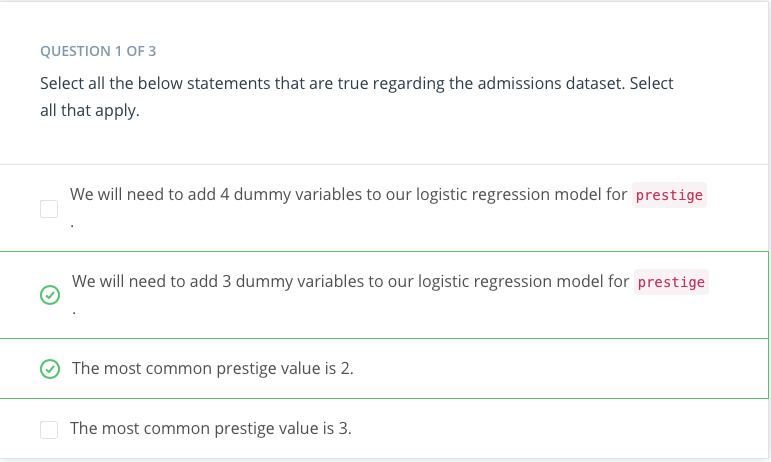 QUESTION 1 OF 3
Select all the below statements that are true regarding the admissions dataset. Select
all that apply.
We will need to add 4 dummy variables to our logistic regression model for prestige
.
We will need to add 3 dummy variables to our logistic regression model for prestige
.
The most common prestige value is 2.
The most common prestige value is 3.